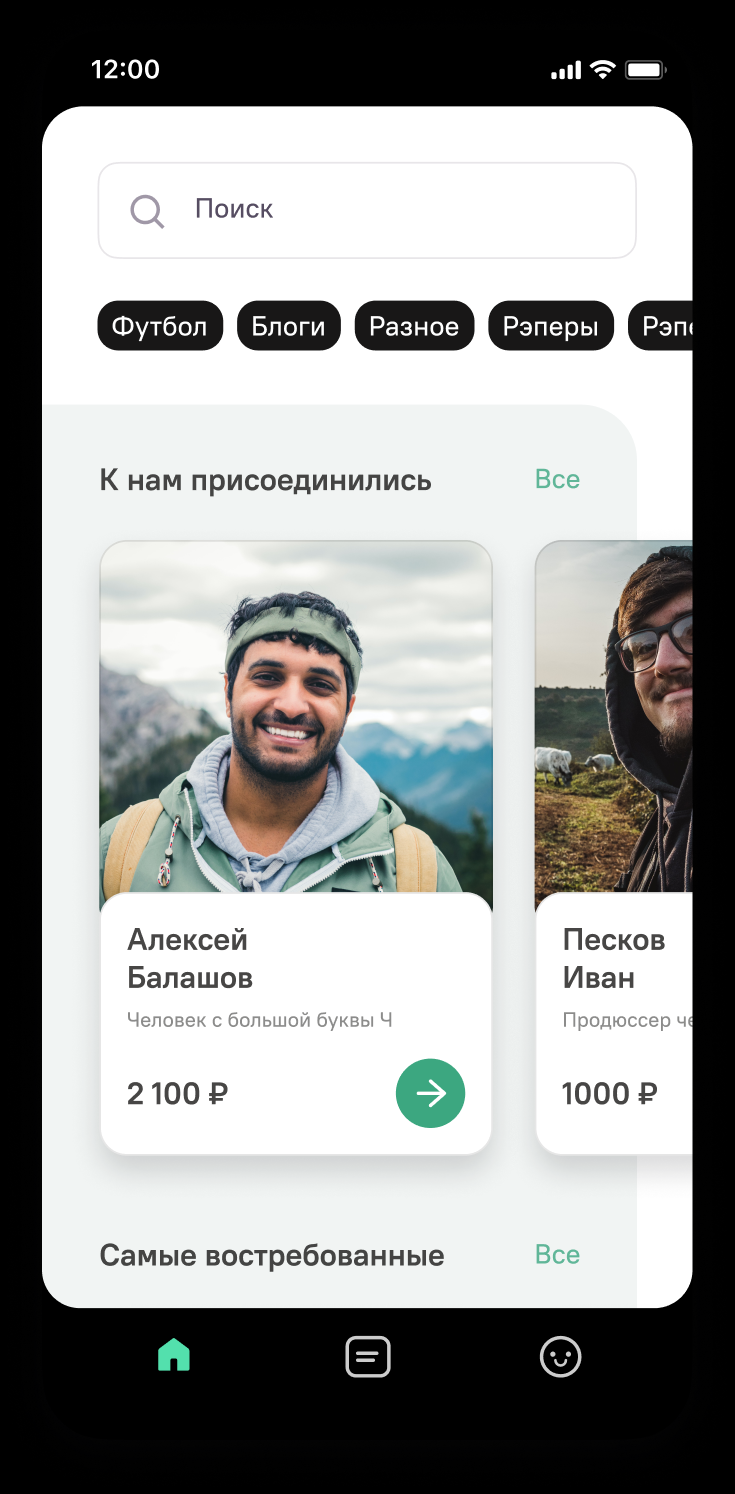 12:00
Поиск
Футбол Блоги Разное Рэперы Рэпе
К нам присоединились Все
Алексей
Балашов
Человек с большой буквы Ч
2 100 ₽
Песков
Иван
Продюссер че
1000 ₽
Самые востребованные Все